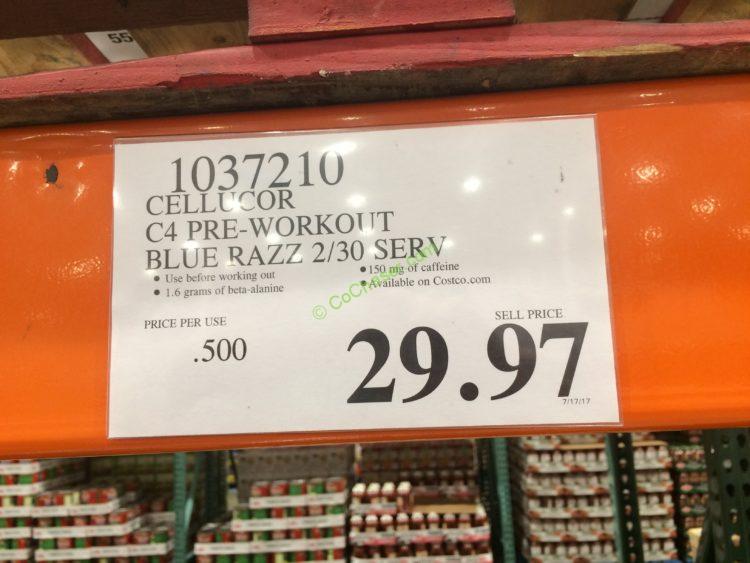 55
1037210
CELLUCOR
C4 PRE-WORKOUT
BLUE RAZZ 2/30 SERV
• Use before working out
• 1.6 grams of beta-alanine
• 150 mg of caffeine
• Available on Costco.com
© CoChaser.com
PRICE PER USE
.500
SELL PRICE
29.97
7/17/17